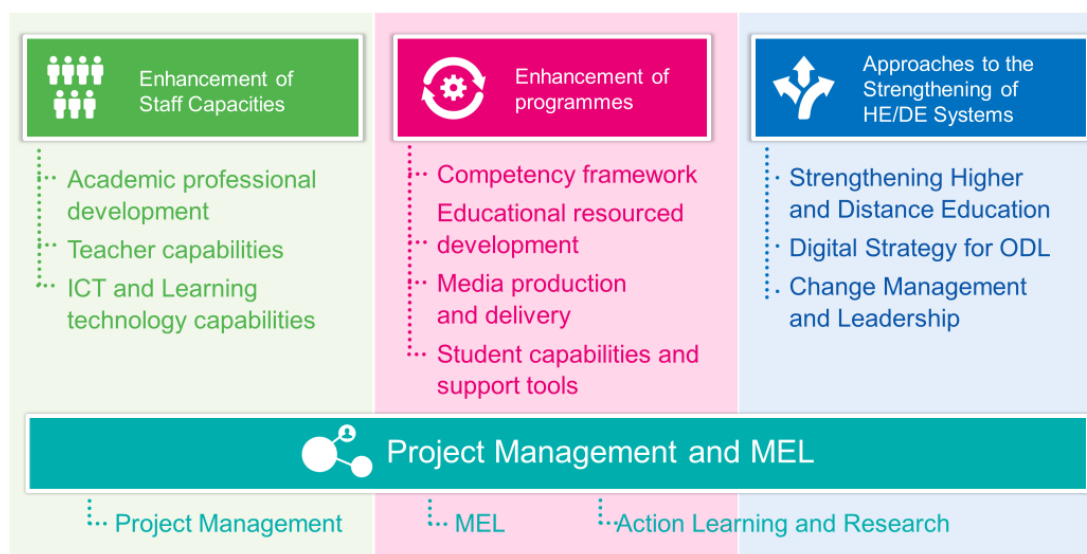 Enhancement of
Staff Capacities
Academic professional
development
Teacher capabilities
ICT and Learning
technology capabilities
Enhancement of
programmes
Competency framework
Educational resourced
development
Media production
and delivery
Student capabilities and
support tools
Approaches to the
Strengthening of
HE/DE Systems
Strengthening Higher
and Distance Education
Digital Strategy for ODL
Change Management
and Leadership
Project Management and MEL
Project Management
MEL
Action Learning and Research